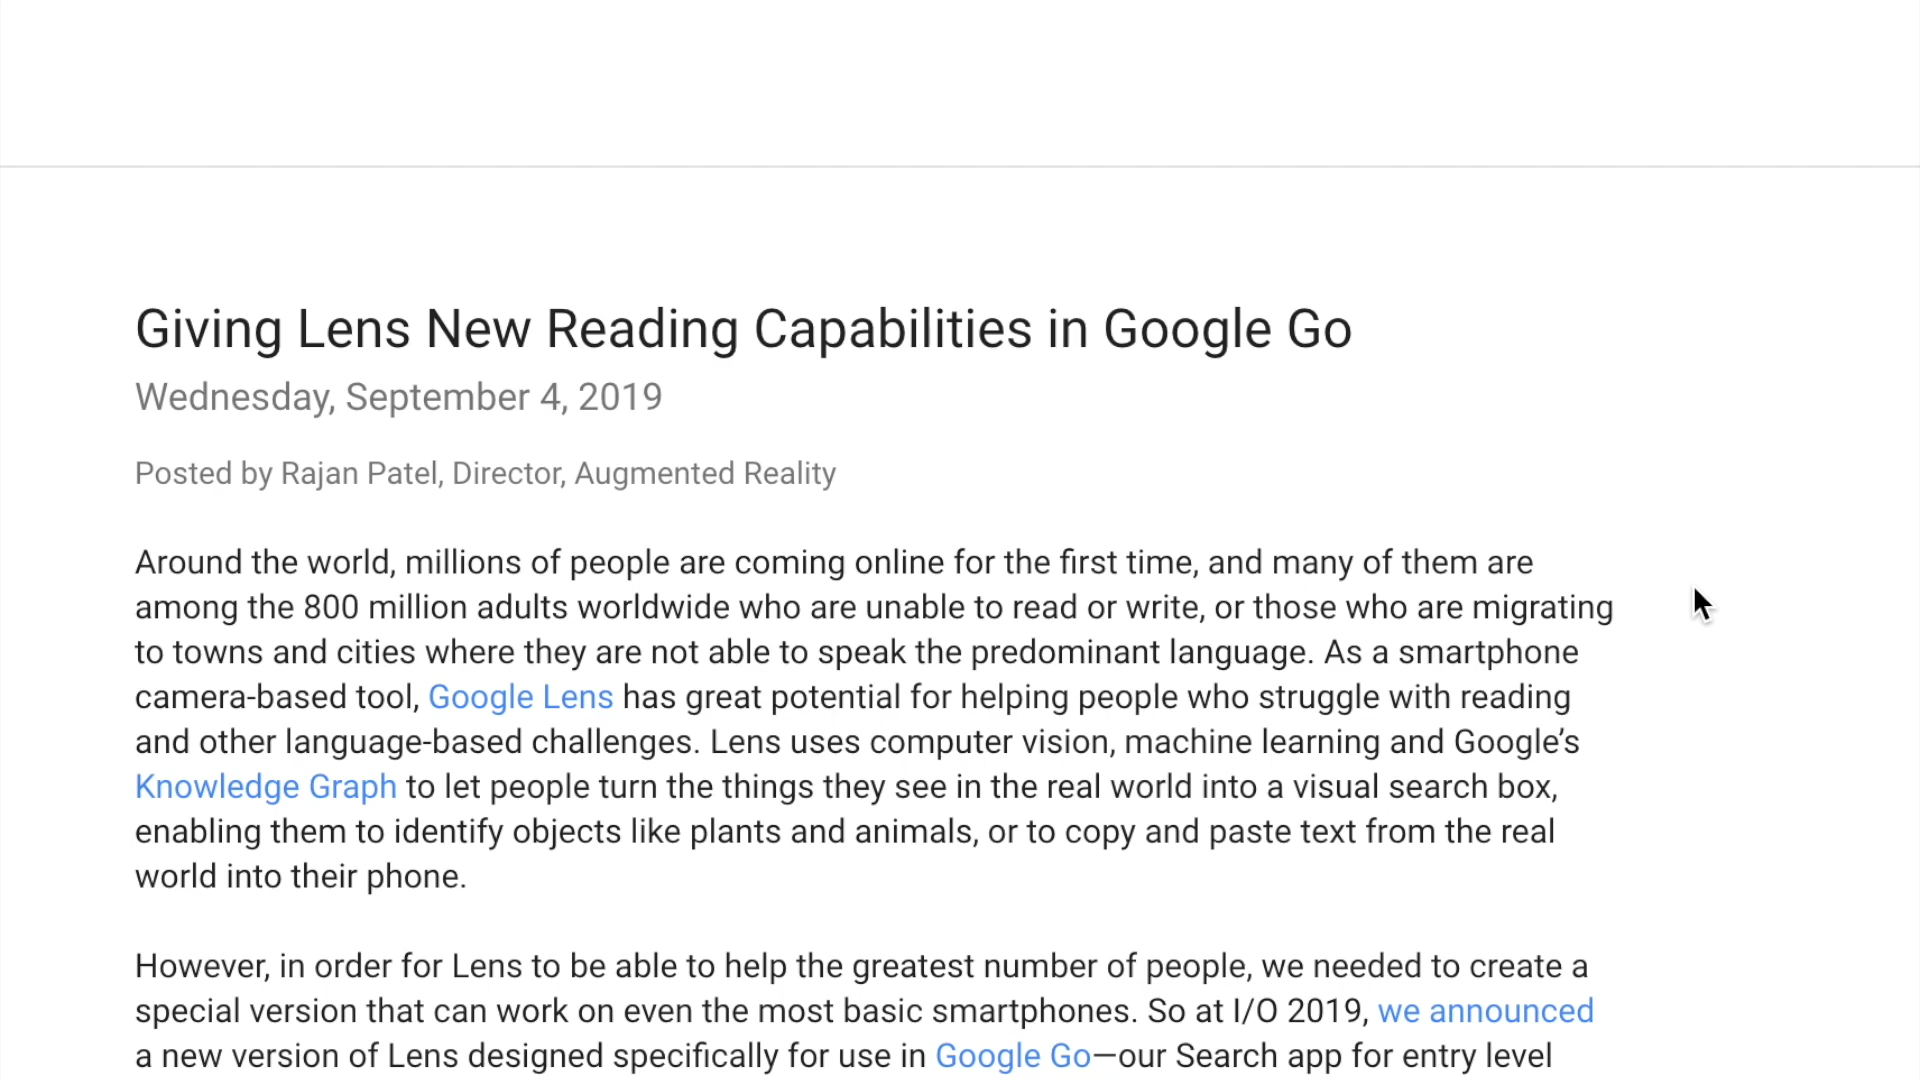 Giving Lens New Reading Capabilities in Google Go
Wednesday, September 4, 2019
Posted by Rajan Patel, Director, Augmented Reality
Around the world, millions of people are coming online for the first time, and many of them are
among the 800 million adults worldwide who are unable to read or write, or those who are migrating
to towns and cities where they are not able to speak the predominant language. As a smartphone
camera-based tool, Google Lens has great potential for helping people who struggle with reading
and other language-based challenges. Lens uses computer vision, machine learning and Google’s
Knowledge Graph to let people turn the things they see in the real world into a visual search box,
enabling them to identify objects like plants and animals, or to copy and paste text from the real
world into their phone.
However, in order for Lens to be able to help the greatest number of people, we needed to create a
special version that can work on even the most basic smartphones. So at I/O 2019, we announced
a new version of Lens designed specifically for use in Google Go—our Search app for entry level